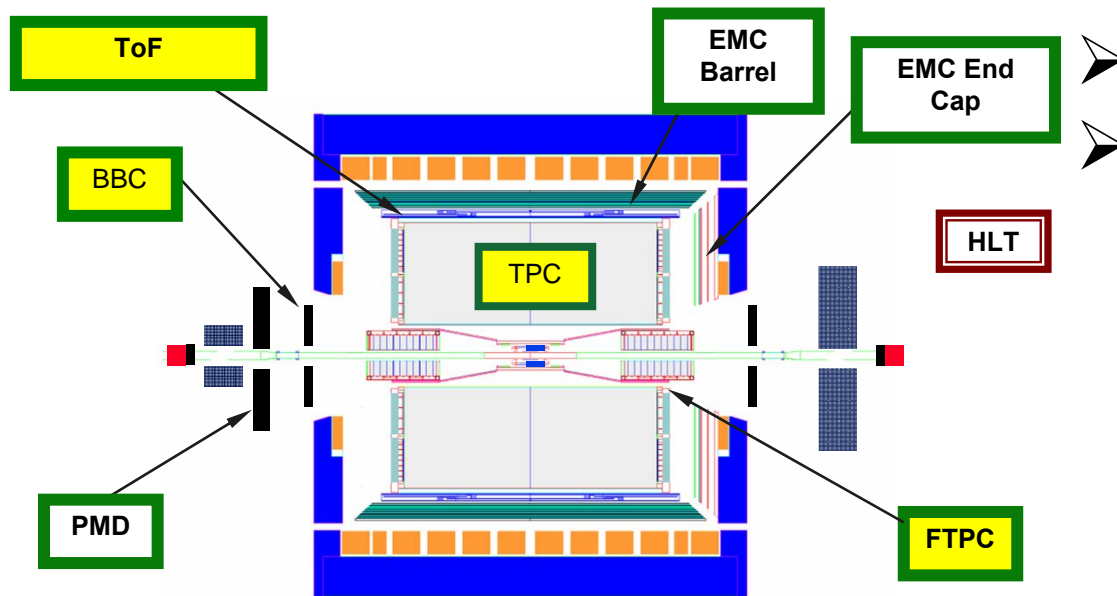 ToF
EMC
Barrel
EMC End
Cap
BBC
HLT
TPC
PMD
FTPC